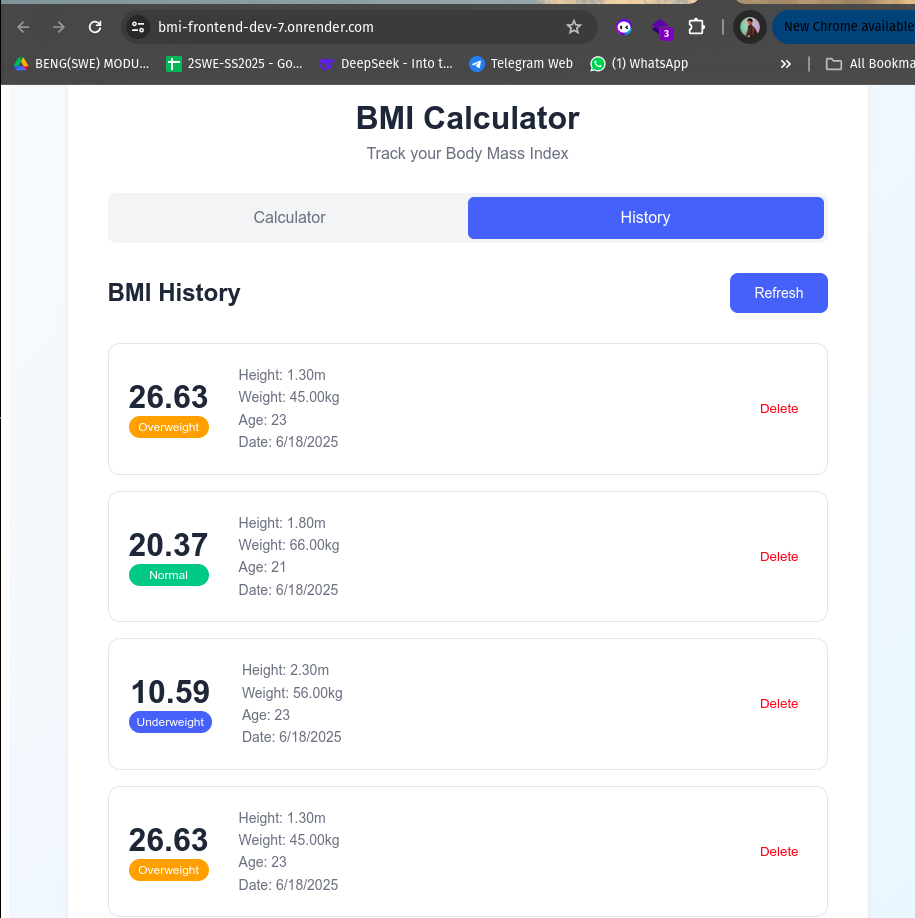 bmi-frontend-dev-7.onrender.com
3
New Chrome available
BENG(SWE) MODU...
2SWE-SS2025 - Go...
DeepSeek - Into t...
Telegram Web
(1) WhatsApp
»
All Bookma
BMI Calculator
Track your Body Mass Index
Calculator
History
BMI History
Refresh
26.63
Overweight
Height: 1.30m
Weight: 45.00kg
Age: 23
Date: 6/18/2025
Delete
20.37
Normal
Height: 1.80m
Weight: 66.00kg
Age: 21
Date: 6/18/2025
Delete
10.59
Underweight
Height: 2.30m
Weight: 56.00kg
Age: 23
Date: 6/18/2025
Delete
26.63
Overweight
Height: 1.30m
Weight: 45.00kg
Age: 23
Date: 6/18/2025
Delete